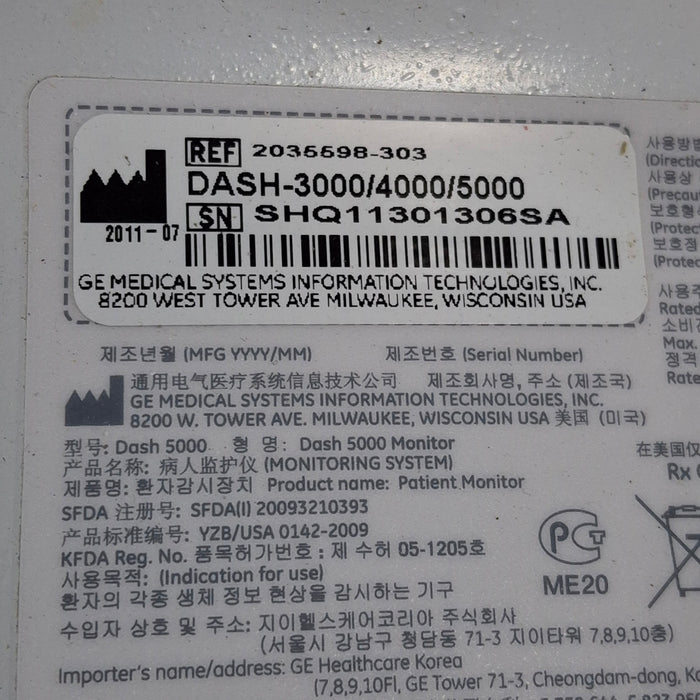 REF 2035598-303
DASH-3000/4000/5000
SN SHQ11301306SA
2011-07
GE MEDICAL SYSTEMS INFORMATION TECHNOLOGIES, INC.
8200 WEST TOWER AVE MILWAUKEE, WISCONSIN USA
제조년월 (MFG YYYY/MM) 제조번호 (Serial Number)
通用电气医疗系统信息技术公司 제조회사명, 주소 (제조국)
GE MEDICAL SYSTEMS INFORMATION TECHNOLOGIES, INC.
8200 W. TOWER AVE. MILWAUKEE, WISCONSIN USA 美国 (미국)
型号: Dash 5000 형 명: Dash 5000 Monitor
产品名称: 病人监护仪 (MONITORING SYSTEM)
제품명: 환자감시장치 Product name: Patient Monitor
SFDA 注册号: SFDA(I) 20093210393
产品标准编号: YZB/USA 0142-2009
KFDA Reg. No. 품목허가번호 : 제 수허 05-1205호
사용목적: (Indication for use)
환자의 각종 생체 정보 현상을 감시하는 기구
수입자 상호 및 주소: 지이헬스케어코리아 주식회사
(서울시 강남구 청담동 71-3 지이타워 7,8,9,10층)
Importer's name/address: GE Healthcare Korea
(7,8,9,10Fl, GE Tower 71-3, Cheongdam-dong,
사용방법
사용상
보호형식
보호정
사용주
Rated
소비전
Max.
정격
Rate
在美国仅
Rx
PCT
ME20